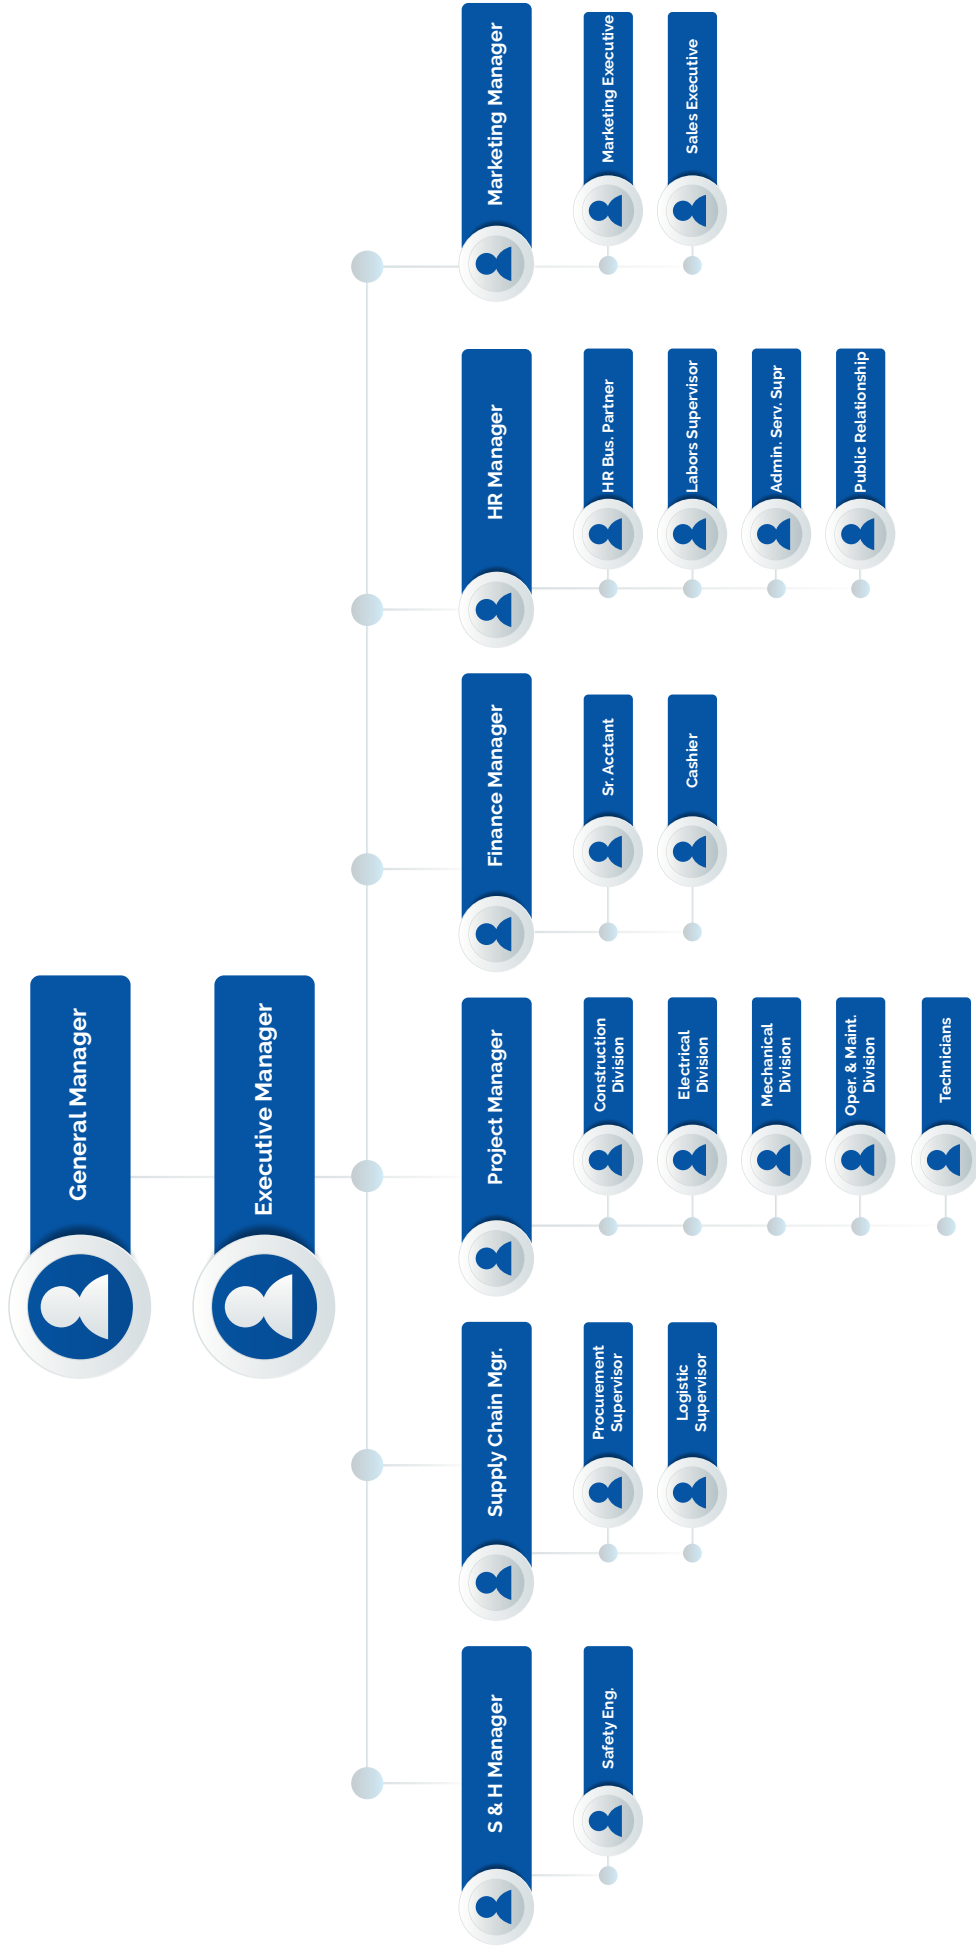 General Manager
Executive Manager
S & H Manager
Safety Eng.
Supply Chain Mgr.
Procurement
Supervisor
Logistic
Supervisor
Project Manager
Construction
Division
Electrical
Division
Mechanical
Division
Oper. & Maint.
Division
Technicians
Finance Manager
Sr. Acctant
Cashier
HR Manager
HR Bus. Partner
Labors Supervisor
Admin. Serv. Supr
Public Relationship
Marketing Manager
Marketing Executive
Sales Executive